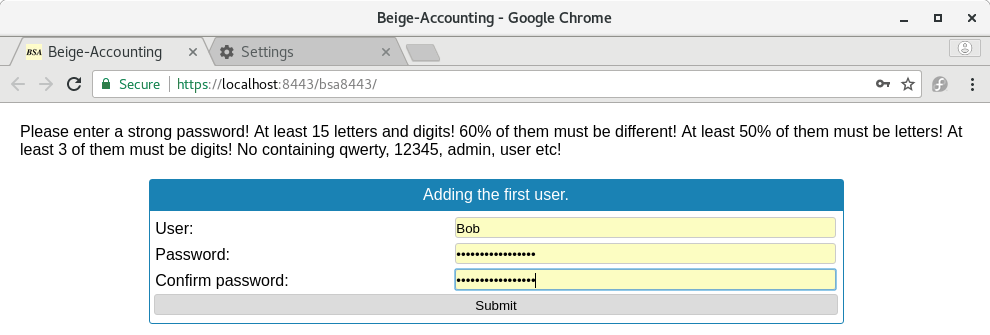 Beige-Accounting - Google Chrome
BSA Beige-Accounting Settings
Secure https://localhost:8443/bsa8443/
Please enter a strong password! At least 15 letters and digits! 60% of them must be different! At least 50% of them must be letters! At
least 3 of them must be digits! No containing qwerty, 12345, admin, user etc!
Adding the first user.
User: Bob
Password: •••••••••••••••••
Confirm password: •••••••••••••••••
Submit